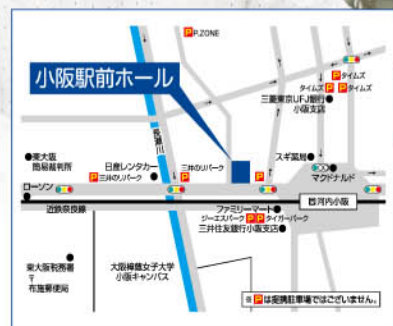 P P.ZONE
小阪駅前ホール
P タイムズ
タイムズ P P
三菱東京UFJ銀行
小阪支店
長瀬川
東大阪
簡易裁判所
日産レンタカー
三井のリパーク
P 三井のリパーク
P
P
スギ薬局
マクドナルド
ローソン
近鉄奈良線
河内小阪
ファミリーマート
ジーエスパーク P P タイガーパーク
三井住友銀行小阪支店
東大阪税務署
〒
布施郵便局
大阪樟蔭女子大学
小阪キャンパス
※ P は提携駐車場ではございません。